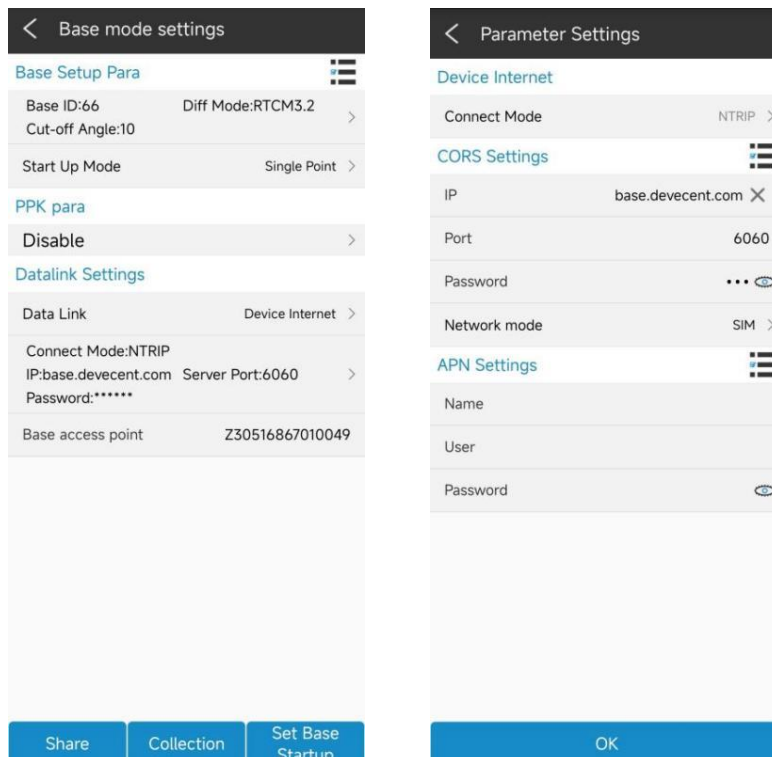 Base mode settings
Base Setup Para
Base ID:66 Diff Mode:RTCM3.2
Cut-off Angle:10
Start Up Mode Single Point
PPK para
Disable
Datalink Settings
Data Link Device Internet
Connect Mode:NTRIP
IP:base.devecent.com Server Port:6060
Password:******
Base access point Z30516867010049
Share Collection Set Base Startup
Parameter Settings
Device Internet
Connect Mode NTRIP
CORS Settings
IP base.devecent.com
Port 6060
Password •••
Network mode SIM
APN Settings
Name
User
Password
OK